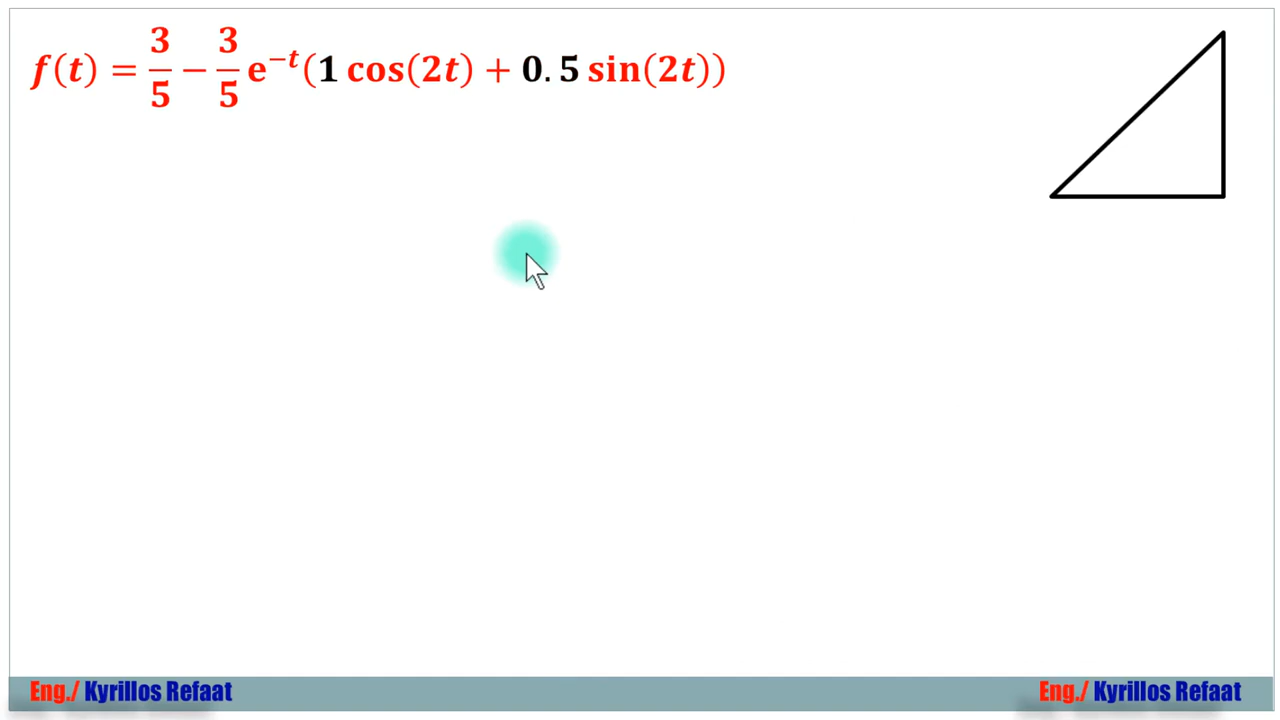 f(t) = 3/5 − 3/5 e^−t (1 cos(2t) + 0.5 sin(2t))
Eng./ Kyrillos Refaat
Eng./ Kyrillos Refaat